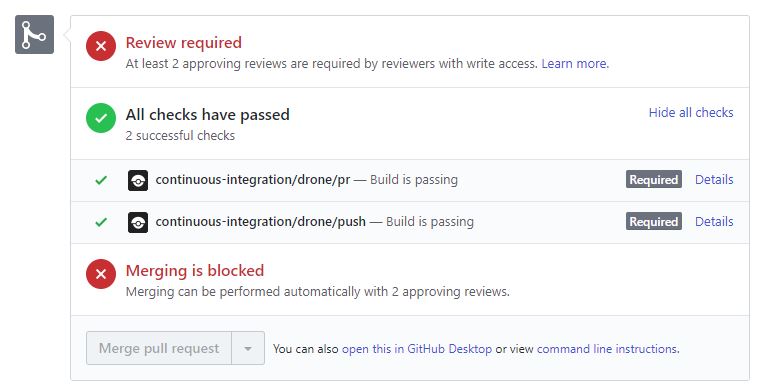 Review required
At least 2 approving reviews are required by reviewers with write access. Learn more.
All checks have passed
Hide all checks
2 successful checks
continuous-integration/drone/pr — Build is passing Required Details
continuous-integration/drone/push — Build is passing Required Details
Merging is blocked
Merging can be performed automatically with 2 approving reviews.
Merge pull request You can also open this in GitHub Desktop or view command line instructions.